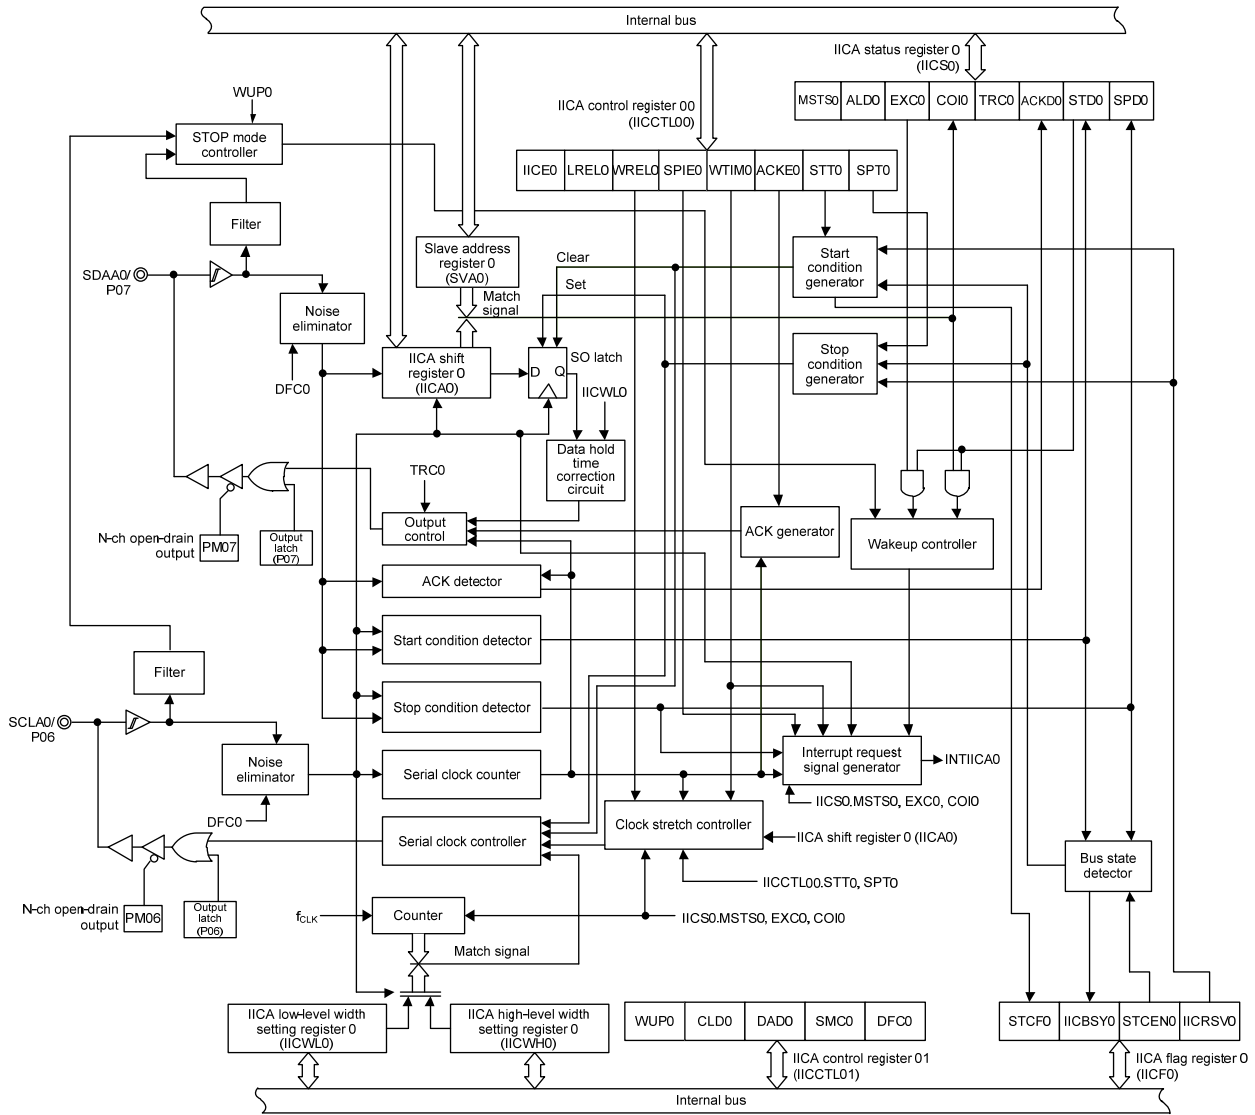 Internal bus
IICA status register 0
(IICS0)
MSTS0 ALD0 EXC0 COI0 TRC0 ACKD0 STD0 SPD0
WUP0
IICA control register 00
(IICCTL00)
STOP mode
controller
IICE0 LREL0 WREL0 SPIE0 WTIM0 ACKE0 STT0 SPT0
Filter
Slave address
register 0
(SVA0)
Start
condition
generator
Clear
SDAA0/
P07
Set
Match
signal
Noise
eliminator
Stop
condition
generator
IICA shift
register 0
(IICA0)
SO latch
D Q
DFC0
IICWL0
Data hold
time
correction
circuit
TRC0
N-ch open-drain
output
PM07
Output
latch
(P07)
Output
control
ACK generator
Wakeup controller
ACK detector
Start condition detector
Filter
Stop condition detector
SCLA0/
P06
Noise
eliminator
Serial clock counter
Interrupt request
signal generator
INTIICA0
IICS0.MSTS0, EXC0, COI0
DFC0
Serial clock controller
Clock stretch controller
IICA shift register 0 (IICA0)
Bus state
detector
IICCTL00.STT0, SPT0
N-ch open-drain
output
PM06
Output
latch
(P06)
fCLK
Counter
IICS0.MSTS0, EXC0, COI0
Match signal
IICA low-level width
setting register 0
(IICWL0)
IICA high-level width
setting register 0
(IICWH0)
WUP0 CLD0 DAD0 SMC0 DFC0
STCF0 IICBSY0 STCEN0 IICRSV0
IICA control register 01
(IICCTL01)
IICA flag register 0
(IICF0)
Internal bus